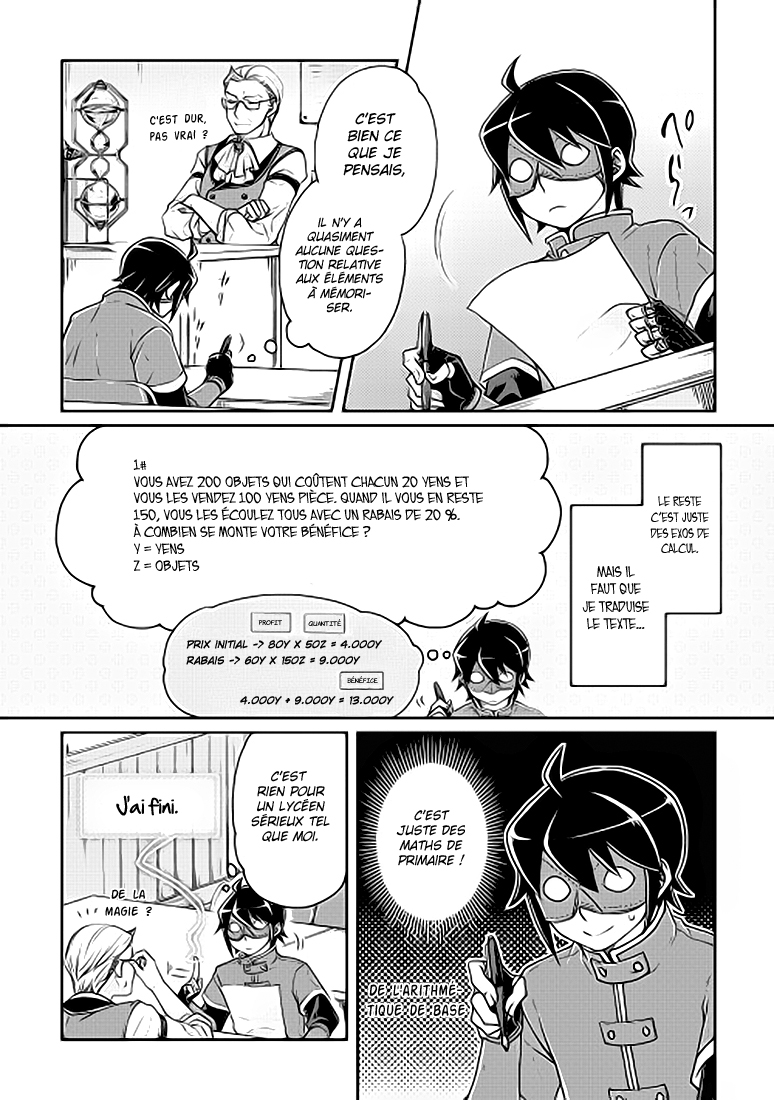 ペらっ
C'EST
BIEN CE
QUE JE
PENSAIS,
IL N'Y A
QUASIMENT
AUCUNE QUES-
TION RELATIVE
AUX ÉLÉMENTS
À MÉMORI-
SER.
C'EST DUR,
PAS VRAI ?
LE RESTE
C'EST JUSTE
DES EXOS
DE CALCUL.
MAIS IL
FAUT QUE
JE TRADUISE
LE TEXTE...
1#
VOUS AVEZ 200 OBJETS QUI COÛTENT CHACUN 20 YENS ET
VOUS LES VENDEZ 100 YENS PIÈCE. QUAND IL VOUS EN RESTE
150, VOUS LES ÉCOULEZ TOUS AVEC UN RABAIS DE 20 %.
À COMBIEN SE MONTE VOTRE BÉNÉFICE ?
Y = YENS
Z = OBJETS
PROFIT QUANTITÉ
PRIX INITIAL -> 80Y X 50Z = 4.000Y
RABAIS -> 60Y X 150Z = 9.000Y
BÉNÉFICE
4.000Y + 9.000Y = 13.000Y
C'EST
JUSTE DES
MATHS DE
PRIMAIRE !
DE L'ARITHMÉ-
TIQUE DE BASE
C'EST
RIEN POUR
UN LYCÉEN
SÉRIEUX TEL
QUE MOI.
J'ai fini.
DE LA
MAGIE ?